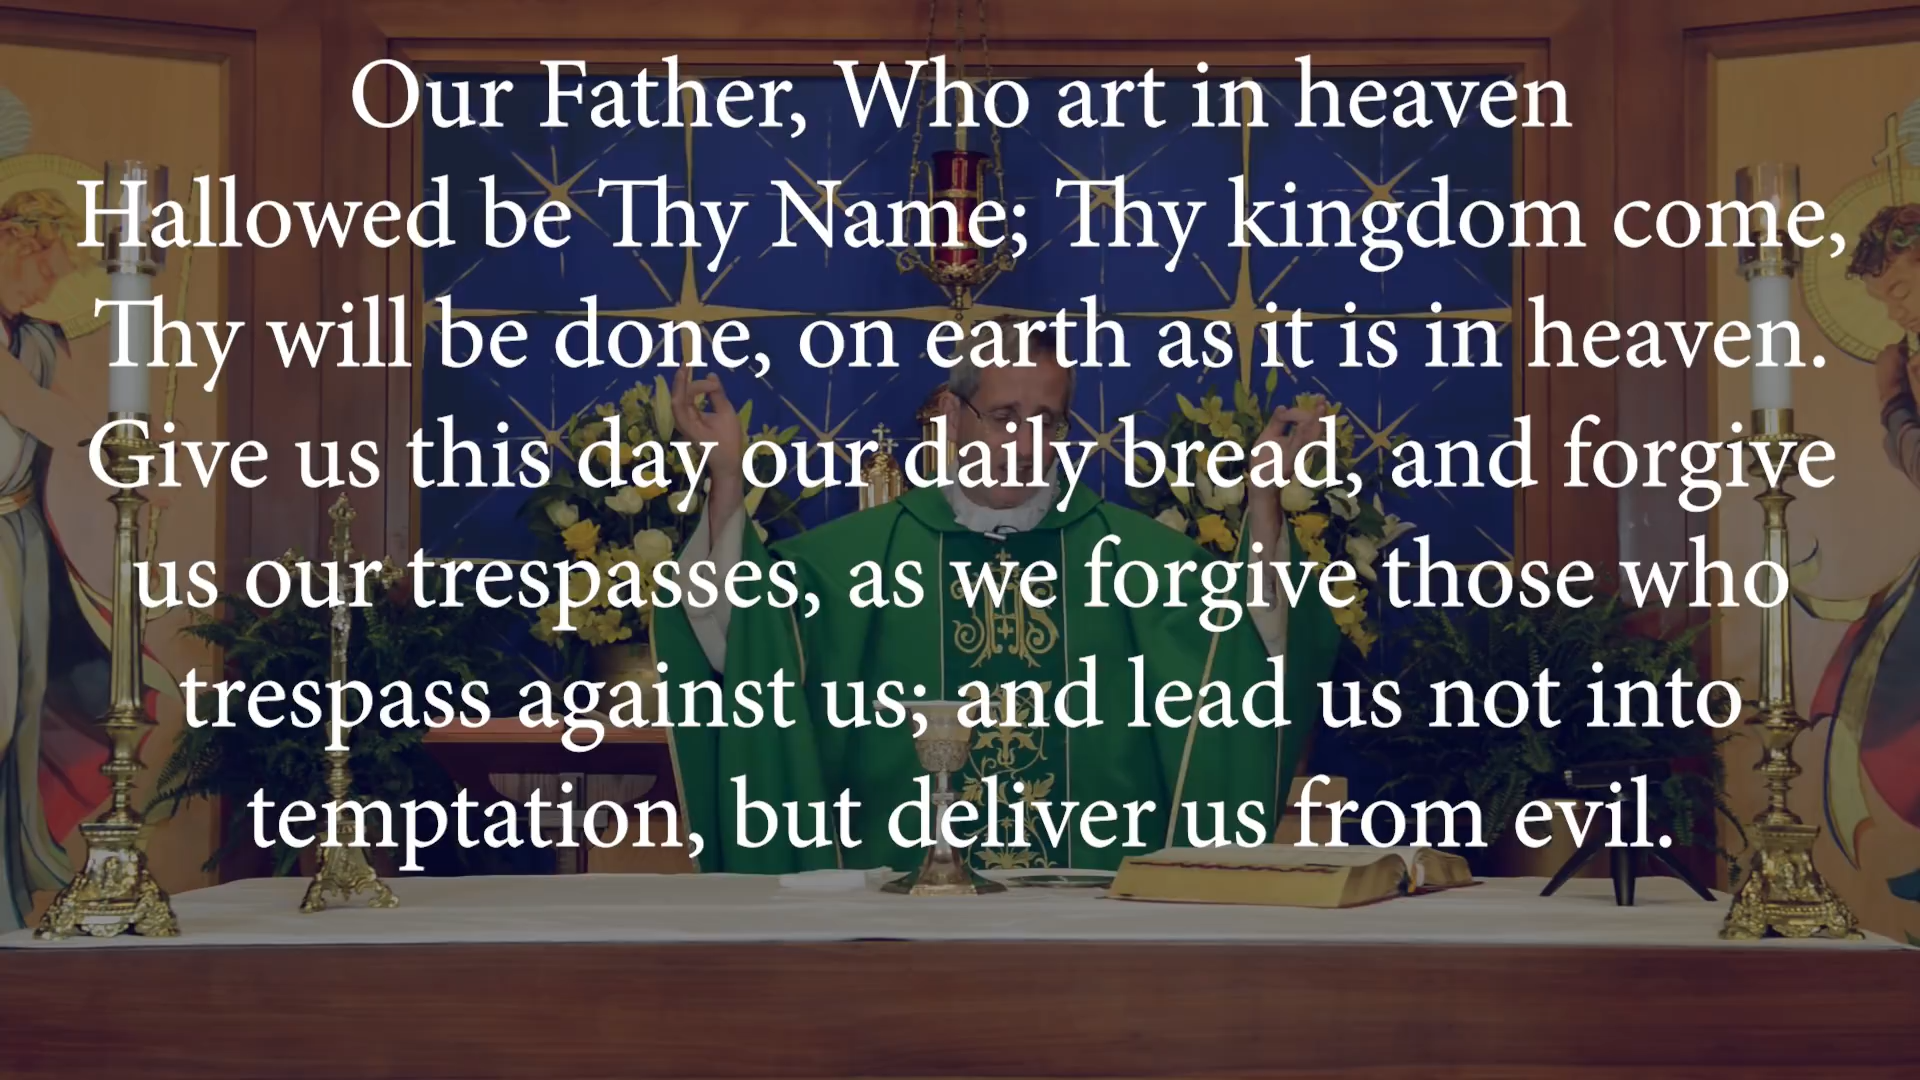 Our Father, Who art in heaven
Hallowed be Thy Name; Thy kingdom come,
Thy will be done, on earth as it is in heaven.
Give us this day our daily bread, and forgive
us our trespasses, as we forgive those who
trespass against us; and lead us not into
temptation, but deliver us from evil.
IHS